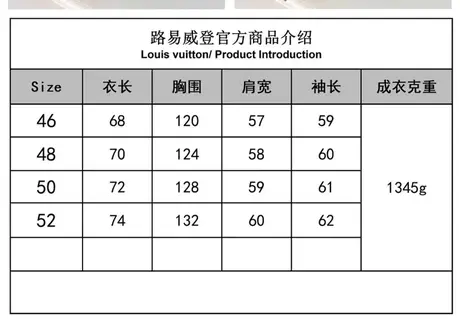 路易威登官方商品介绍
Louis vuitton/ Product Introduction
Size 衣长 胸围 肩宽 袖长 成衣克重
46 68 120 57 59
48 70 124 58 60
50 72 128 59 61 1345g
52 74 132 60 62